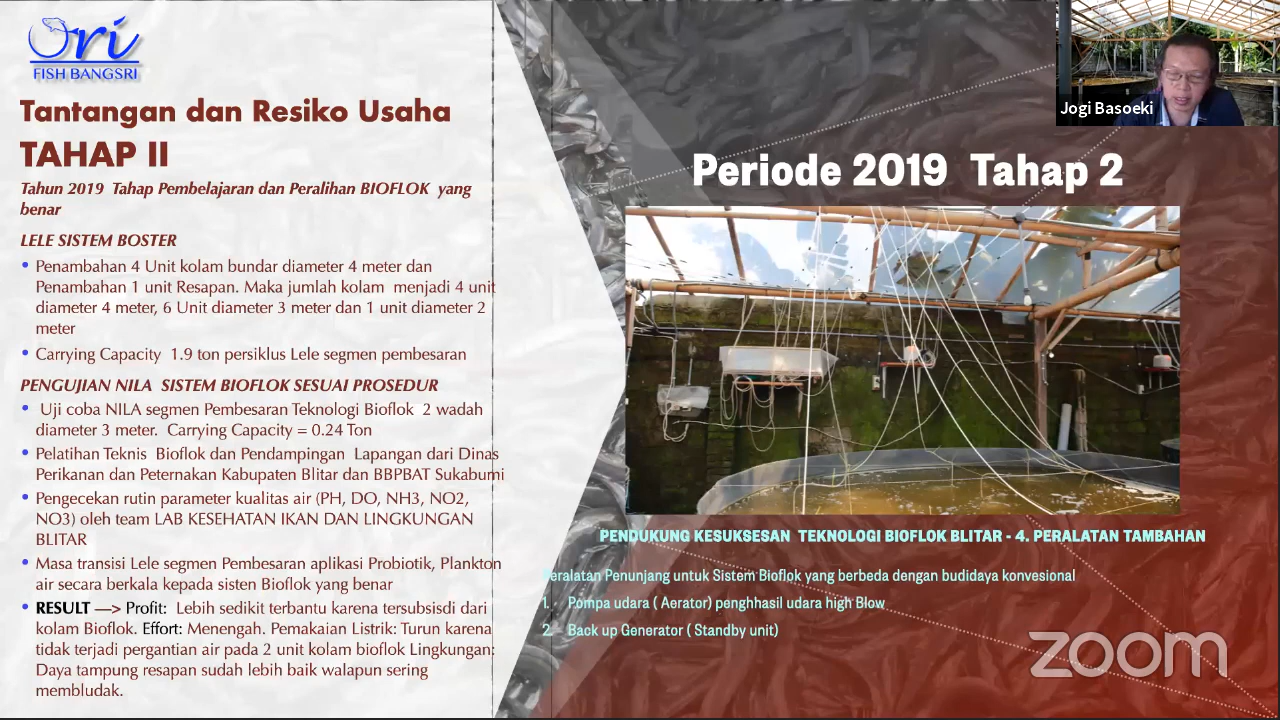 Ori
FISH BANGSRI
Tantangan dan Resiko Usaha
TAHAP II
Tahun 2019 Tahap Pembelajaran dan Peralihan BIOFLOK yang
benar
LELE SISTEM BOSTER
• Penambahan 4 Unit kolam bundar diameter 4 meter dan
Penambahan 1 unit Resapan. Maka jumlah kolam menjadi 4 unit
diameter 4 meter, 6 Unit diameter 3 meter dan 1 unit diameter 2
meter
• Carrying Capacity 1.9 ton persiklus Lele segmen pembesaran
PENGUJIAN NILA SISTEM BIOFLOK SESUAI PROSEDUR
• Uji coba NILA segmen Pembesaran Teknologi Bioflok 2 wadah
diameter 3 meter. Carrying Capacity = 0.24 Ton
• Pelatihan Teknis Bioflok dan Pendampingan Lapangan dari Dinas
Perikanan dan Peternakan Kabupaten Blitar dan BBPBAT Sukabumi
• Pengecekan rutin parameter kualitas air (PH, DO, NH3, NO2,
NO3) oleh team LAB KESEHATAN IKAN DAN LINGKUNGAN
BLITAR
• Masa transisi Lele segmen Pembesaran aplikasi Probiotik, Plankton
air secara berkala kepada sisten Bioflok yang benar
• RESULT —> Profit: Lebih sedikit terbantu karena tersubsisdi dari
kolam Bioflok. Effort: Menengah. Pemakaian Listrik: Turun karena
tidak terjadi pergantian air pada 2 unit kolam bioflok Lingkungan:
Daya tampung resapan sudah lebih baik walapun sering
membludak.
Jogi Basoeki
Periode 2019 Tahap 2
PENDUKUNG KESUKSESAN TEKNOLOGI BIOFLOK BLITAR - 4. PERALATAN TAMBAHAN
Peralatan Penunjang untuk Sistem Bioflok yang berbeda dengan budidaya konvesional
1. Pompa udara ( Aerator) penghhasil udara high Blow
2. Back up Generator ( Standby unit)
zoom